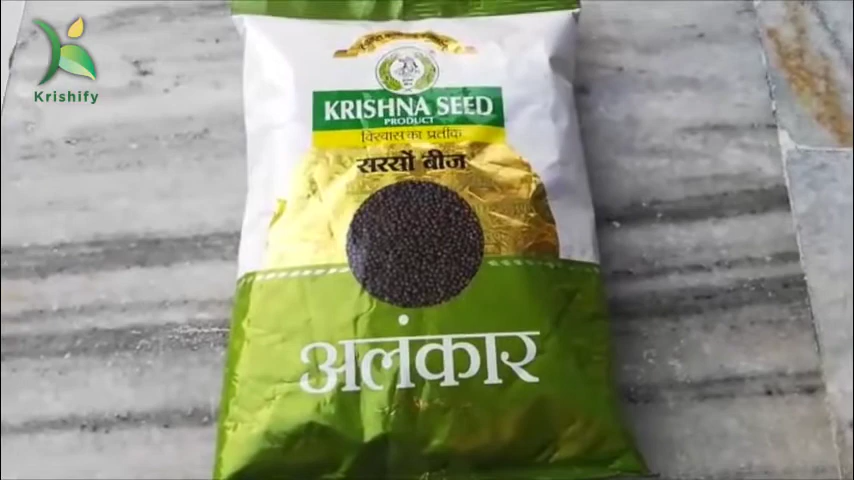 Krishify
KRISHNA SEED
PRODUCT
विश्वास का प्रतीक
सरसों बीज
अलंकार